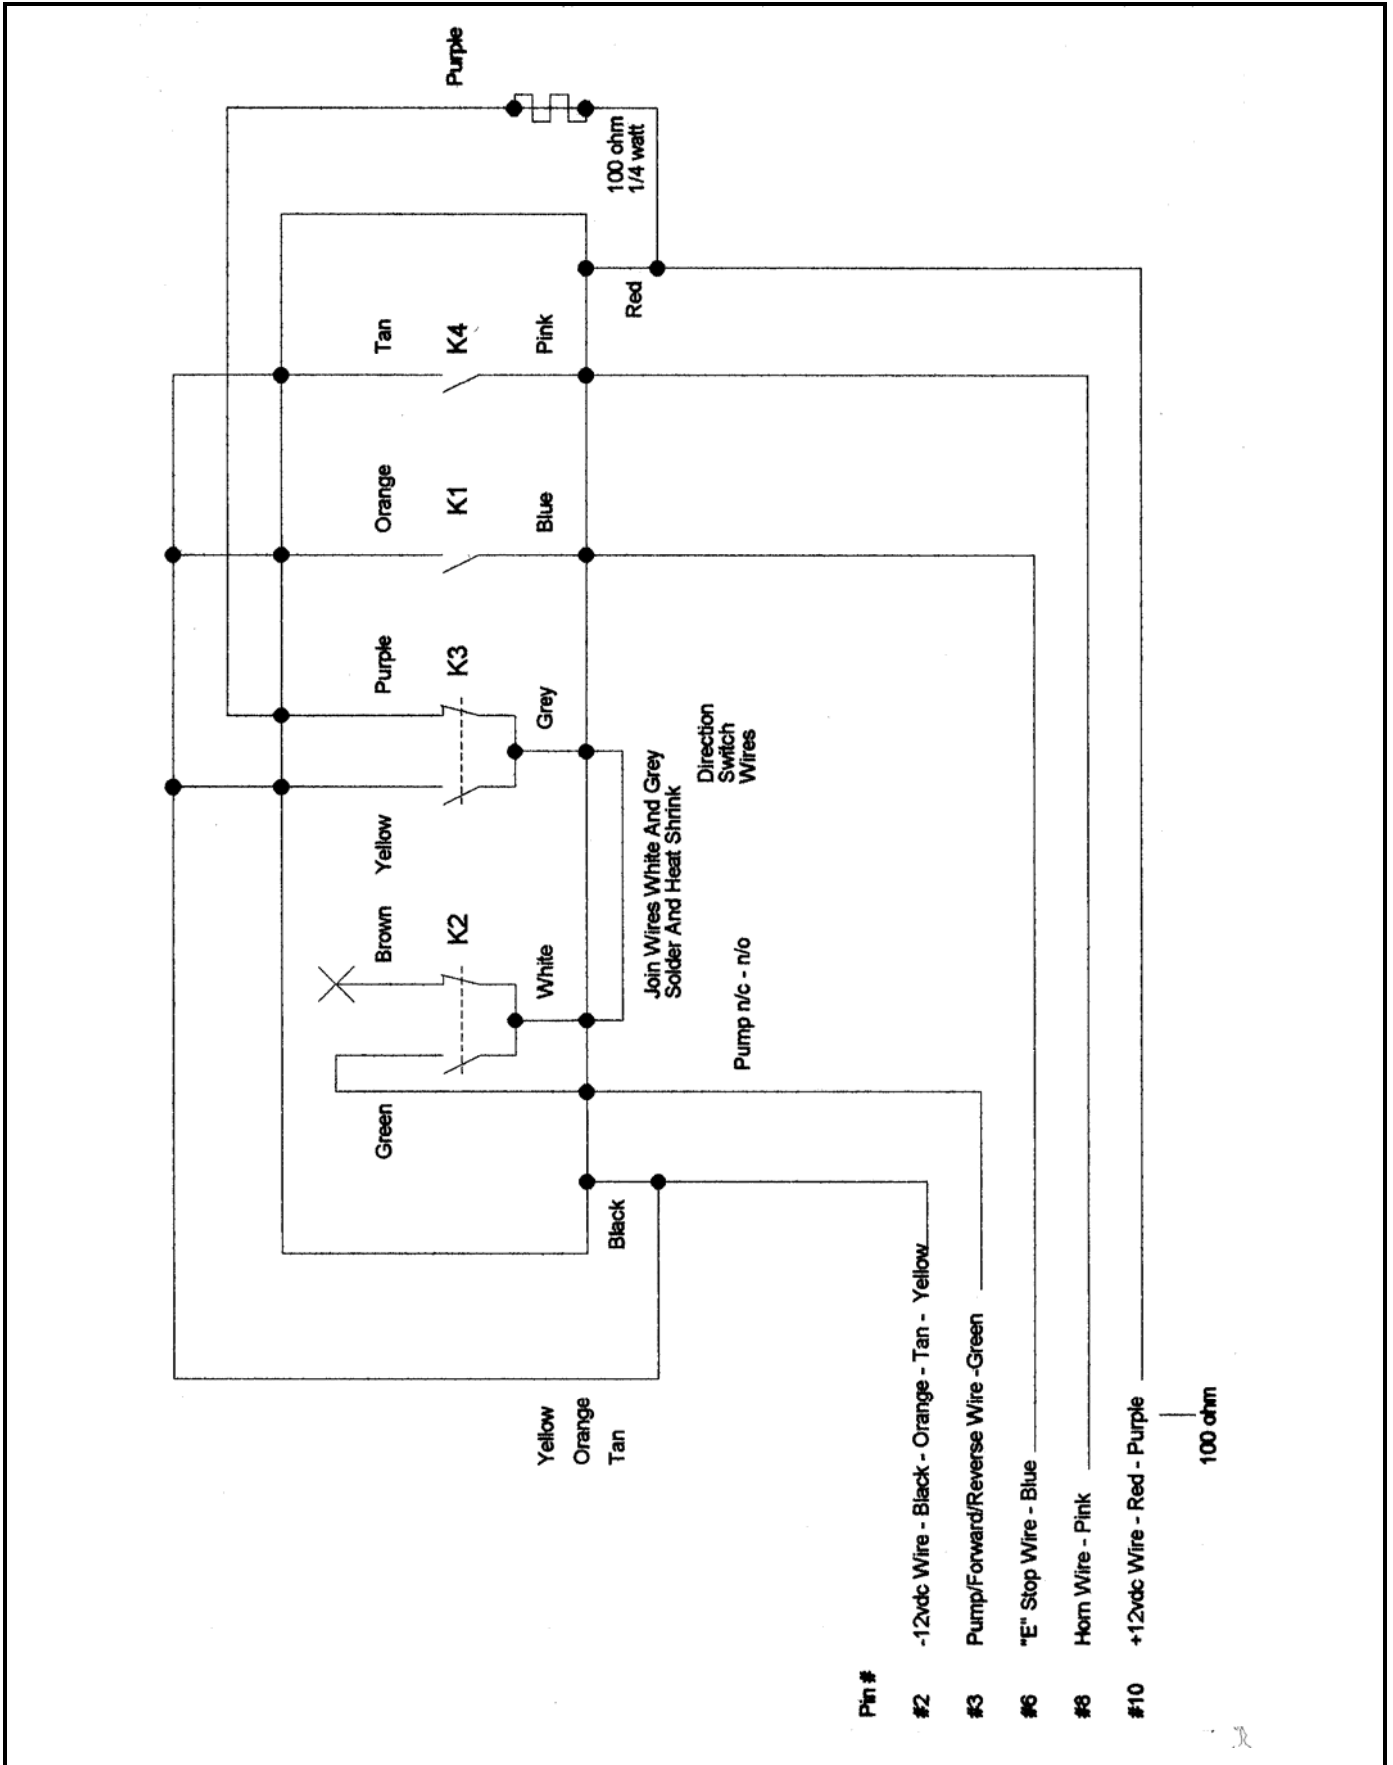 Purple
100 ohm
1/4 watt
Red
Tan
K4
Pink
Orange
K1
Blue
Purple
K3
Grey
Direction
Switch
Wires
Yellow
Join Wires White And Grey
Solder And Heat Shrink
Brown
K2
White
Pump n/c - n/o
Green
Black
Yellow
Orange
Tan
Pin #
#2 -12vdc Wire - Black - Orange - Tan - Yellow
#3 Pump/Forward/Reverse Wire -Green
#6 "E" Stop Wire - Blue
#8 Horn Wire - Pink
#10 +12vdc Wire - Red - Purple
100 ohm